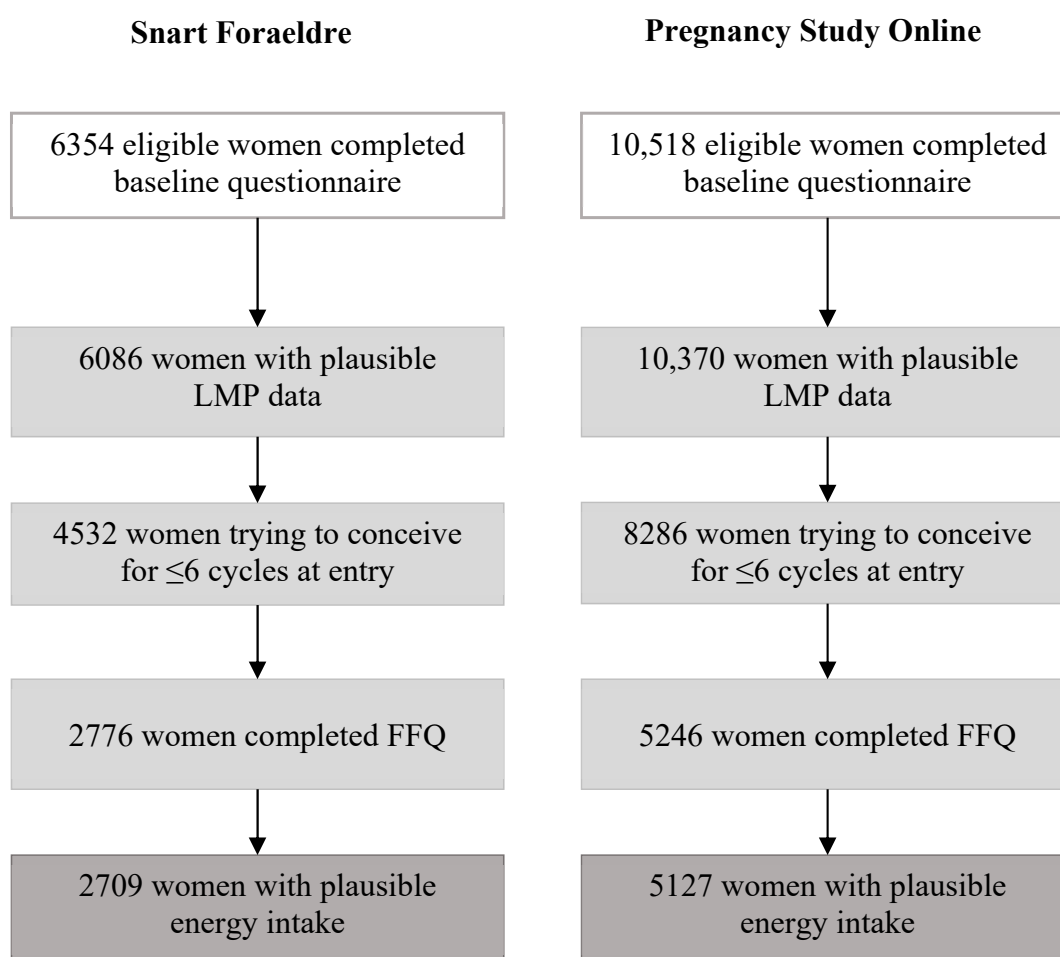 Snart Foraeldre
6354 eligible women completed
baseline questionnaire
6086 women with plausible
LMP data
4532 women trying to conceive
for ≤6 cycles at entry
2776 women completed FFQ
2709 women with plausible
energy intake
Pregnancy Study Online
10,518 eligible women completed
baseline questionnaire
10,370 women with plausible
LMP data
8286 women trying to conceive
for ≤6 cycles at entry
5246 women completed FFQ
5127 women with plausible
energy intake